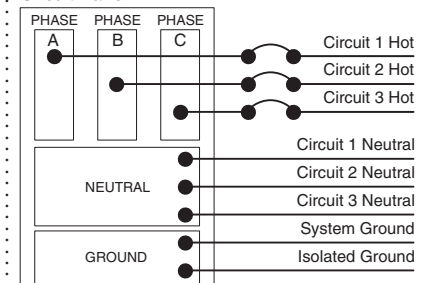 PHASE PHASE PHASE
A B C
Circuit 1 Hot
Circuit 2 Hot
Circuit 3 Hot
NEUTRAL
Circuit 1 Neutral
Circuit 2 Neutral
Circuit 3 Neutral
GROUND
System Ground
Isolated Ground